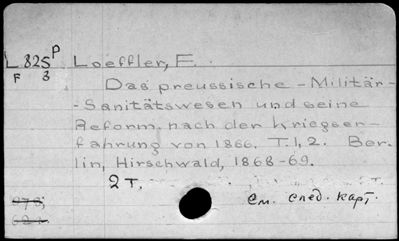 L 825 P Loeffler, F.
F 3
Das preussische-Militär-
-Sanitätswesen und seine
Reform nach der Kriegser-
fahrung von 1866. T. 1, 2. Ber-
lin, Hirschwald, 1868-69.
2 т.
См. след. карт.